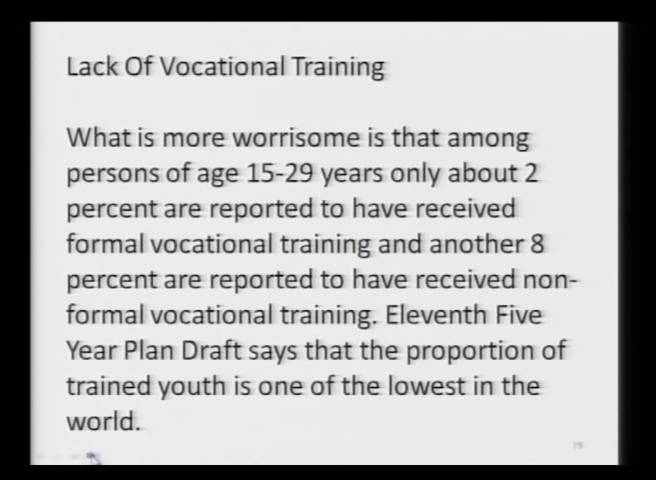 Lack Of Vocational Training
What is more worrisome is that among
persons of age 15-29 years only about 2
percent are reported to have received
formal vocational training and another 8
percent are reported to have received non-
formal vocational training. Eleventh Five
Year Plan Draft says that the proportion of
trained youth is one of the lowest in the
world.